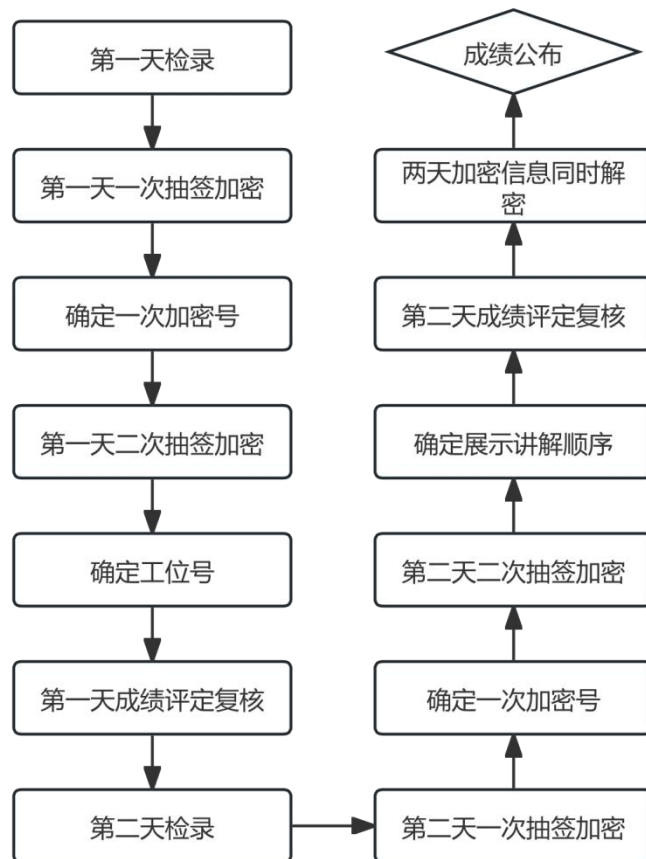 第一天检录
第一天一次抽签加密
确定一次加密号
第一天二次抽签加密
确定工位号
第一天成绩评定复核
第二天检录
第二天一次抽签加密
确定一次加密号
第二天二次抽签加密
确定展示讲解顺序
第二天成绩评定复核
两天加密信息同时解
密
成绩公布